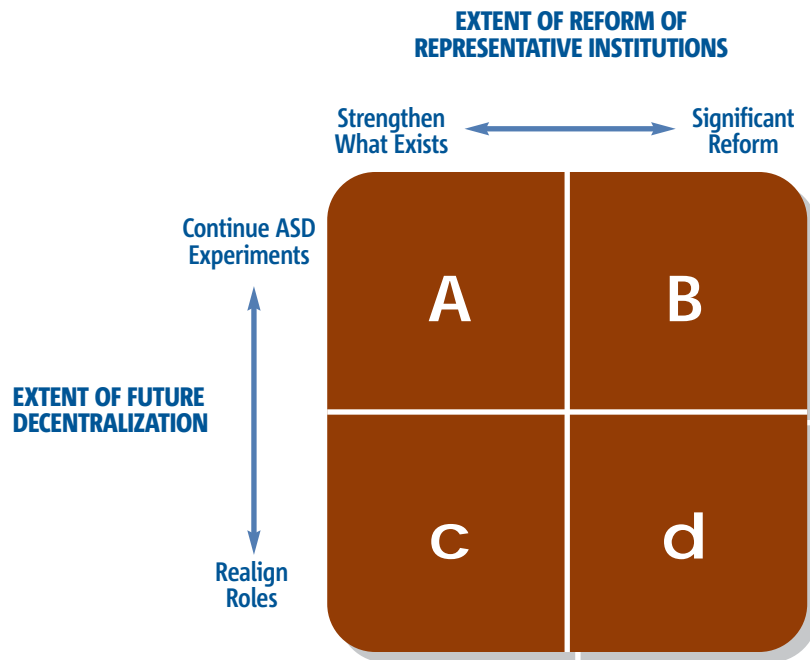 EXTENT OF REFORM OF
REPRESENTATIVE INSTITUTIONS
Strengthen
What Exists
Significant
Reform
Continue ASD
Experiments
A
B
EXTENT OF FUTURE
DECENTRALIZATION
c
d
Realign
Roles